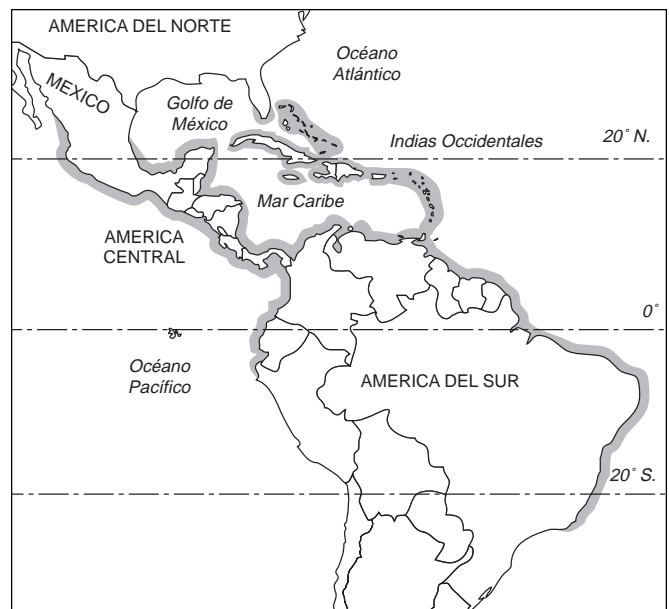 AMERICA DEL NORTE
Océano
Atlántico
MEXICO
Golfo de
México
Indias Occidentales
20° N.
Mar Caribe
AMERICA
CENTRAL
0°
Océano
Pacífico
AMERICA DEL SUR
20° S.